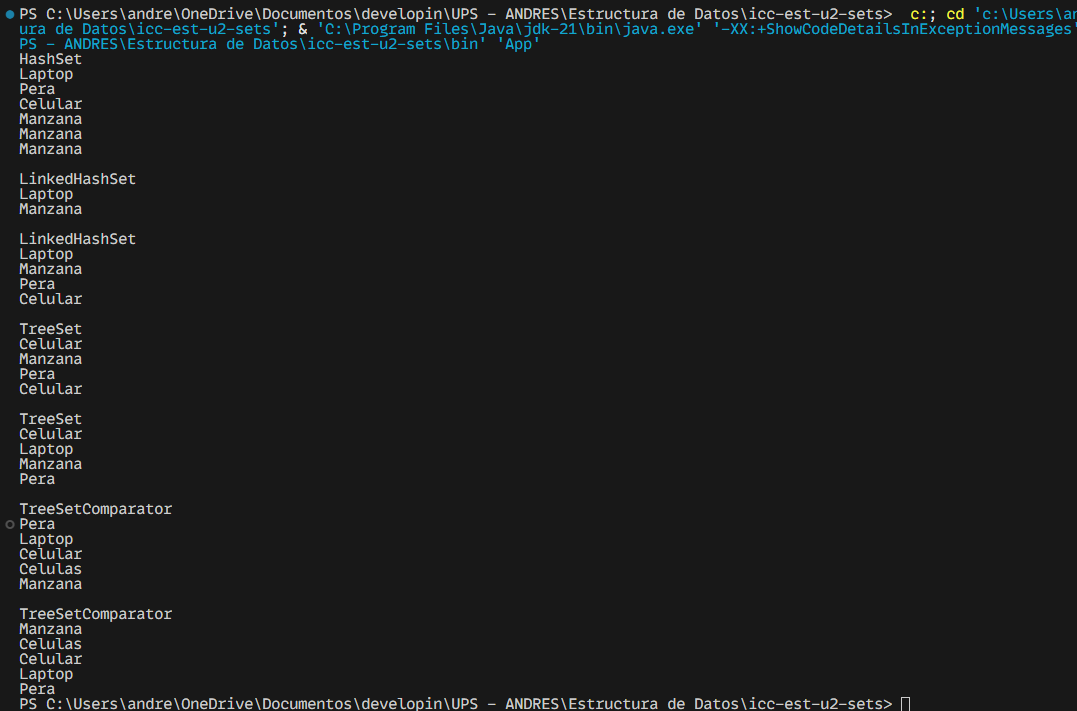 PS C:\Users\andre\OneDrive\Documentos\developin\UPS - ANDRES\Estructura de Datos\icc-est-u2-sets>  c:; cd 'c:\Users\an
ura de Datos\icc-est-u2-sets'; & 'C:\Program Files\Java\jdk-21\bin\java.exe' '-XX:+ShowCodeDetailsInExceptionMessages'
PS - ANDRES\Estructura de Datos\icc-est-u2-sets\bin' 'App'
HashSet
Laptop
Pera
Celular
Manzana
Manzana
Manzana

LinkedHashSet
Laptop
Manzana

LinkedHashSet
Laptop
Manzana
Pera
Celular

TreeSet
Celular
Manzana
Pera
Celular

TreeSet
Celular
Laptop
Manzana
Pera

TreeSetComparator
Pera
Laptop
Celular
Celulas
Manzana

TreeSetComparator
Manzana
Celulas
Celular
Laptop
Pera
PS C:\Users\andre\OneDrive\Documentos\developin\UPS - ANDRES\Estructura de Datos\icc-est-u2-sets>